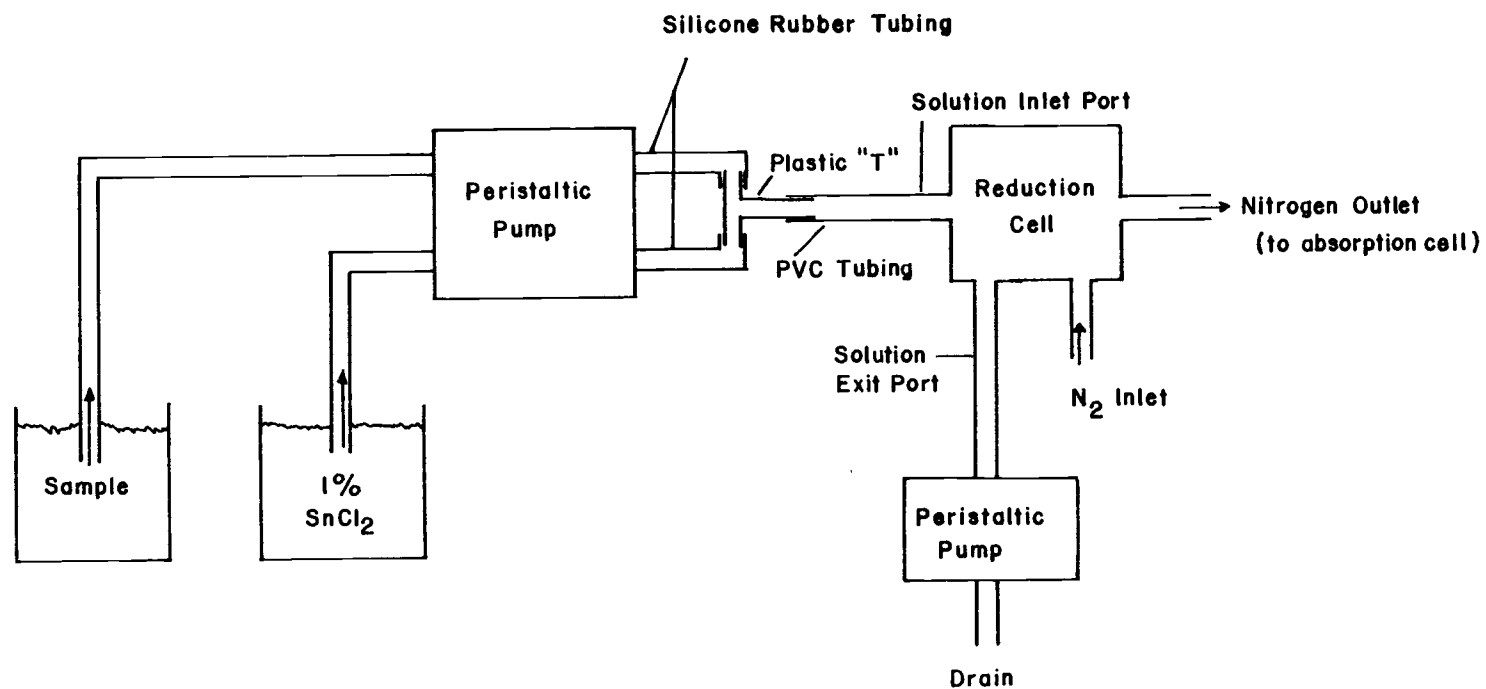 Silicone Rubber Tubing
Solution Inlet Port
Plastic "T"
Peristaltic
Pump
Reduction
Cell
Nitrogen Outlet
(to absorption cell)
PVC Tubing
Solution
Exit Port
N2 Inlet
Sample
1%
SnCl2
Peristaltic
Pump
Drain